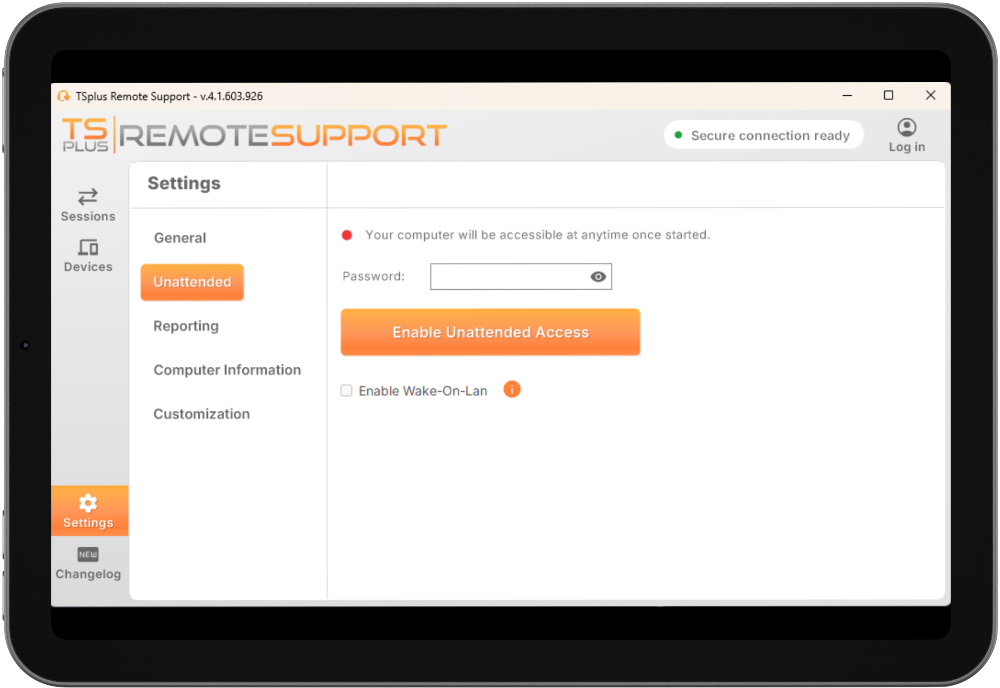 TSplus Remote Support - v.4.1.603.926
TS PLUS REMOTESUPPORT
Secure connection ready
Log in
Sessions
Devices
Settings
NEW
Changelog
Settings
General
Unattended
Reporting
Computer Information
Customization
Your computer will be accessible at anytime once started.
Password:
Enable Unattended Access
Enable Wake-On-Lan
i